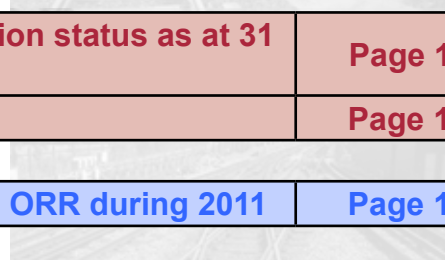 ion status as at 31
Page 1
Page 1
ORR during 2011 Page 1